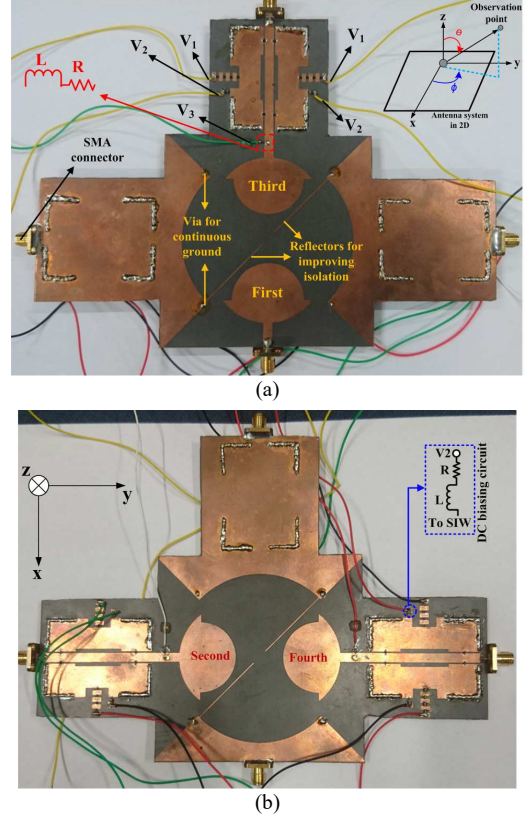 L
R
V2
V1
V1
V3
V2
Observation
point
z
θ
y
ϕ
x
Antenna system
in 2D
SMA
connector
Third
Via for
continuous
ground
Reflectors for
improving
isolation
First
(a)
z
y
x
V2
R
L
To SIW
DC biasing circuit
Second
Fourth
(b)